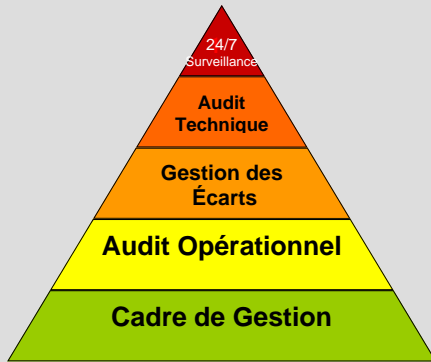 24/7
Surveillance
Audit
Technique
Gestion des
Écarts
Audit Opérationnel
Cadre de Gestion